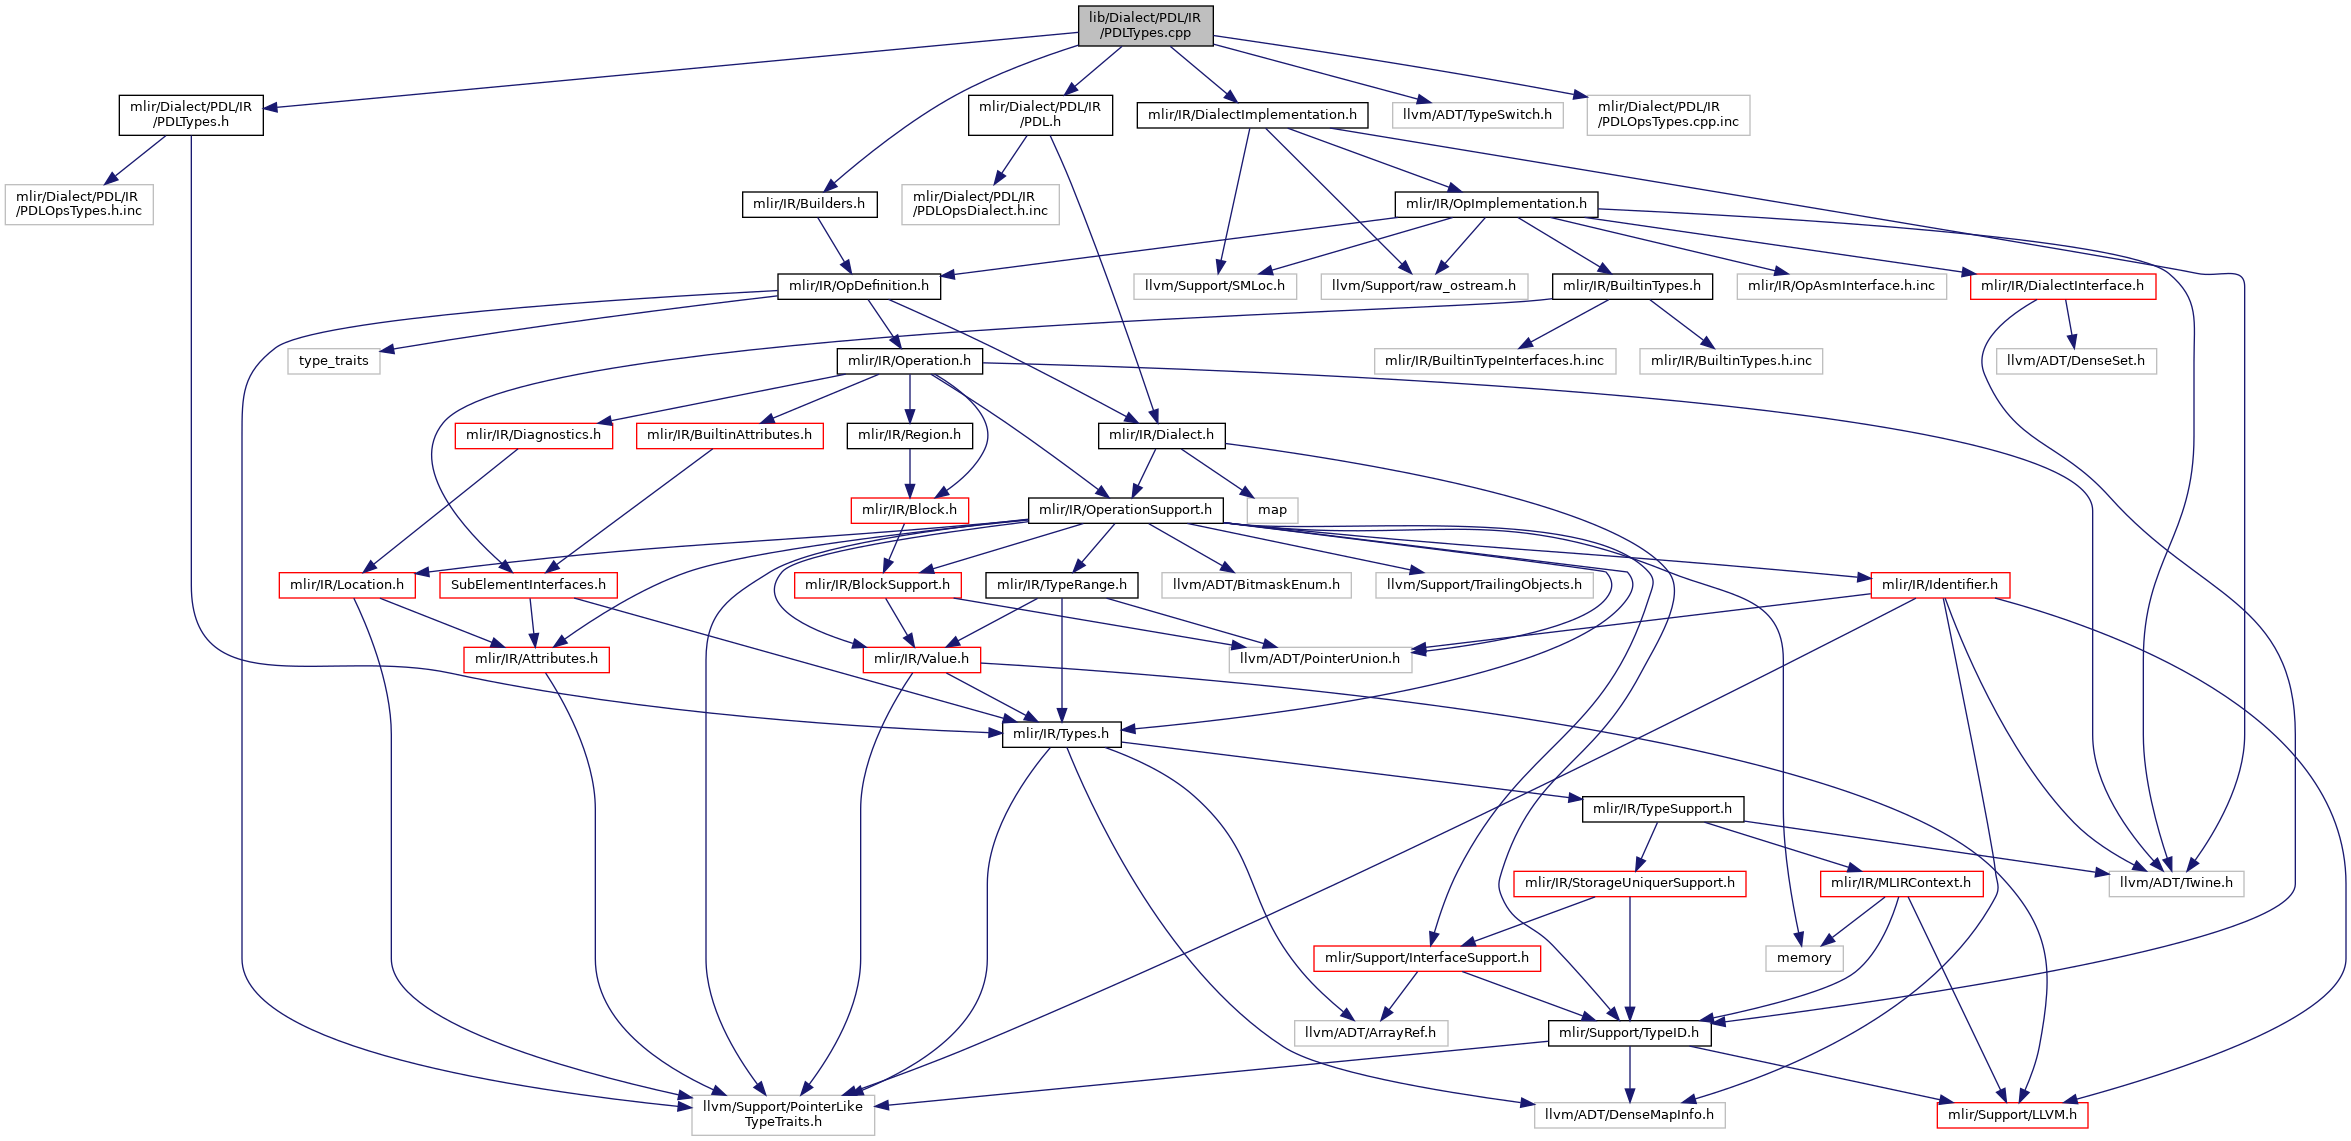 lib/Dialect/PDL/IR
/PDLTypes.cpp
mlir/Dialect/PDL/IR
/PDLTypes.h
mlir/Dialect/PDL/IR
/PDL.h
mlir/IR/DialectImplementation.h
llvm/ADT/TypeSwitch.h
mlir/Dialect/PDL/IR
/PDLOpsTypes.cpp.inc
mlir/Dialect/PDL/IR
/PDLOpsTypes.h.inc
mlir/IR/Builders.h
mlir/Dialect/PDL/IR
/PDLOpsDialect.h.inc
mlir/IR/OpImplementation.h
mlir/IR/OpDefinition.h
llvm/Support/SMLoc.h
llvm/Support/raw_ostream.h
mlir/IR/BuiltinTypes.h
mlir/IR/OpAsmInterface.h.inc
mlir/IR/DialectInterface.h
type_traits
mlir/IR/Operation.h
mlir/IR/BuiltinTypeInterfaces.h.inc
mlir/IR/BuiltinTypes.h.inc
llvm/ADT/DenseSet.h
mlir/IR/Diagnostics.h
mlir/IR/BuiltinAttributes.h
mlir/IR/Region.h
mlir/IR/Dialect.h
mlir/IR/Block.h
mlir/IR/OperationSupport.h
map
mlir/IR/Location.h
SubElementInterfaces.h
mlir/IR/BlockSupport.h
mlir/IR/TypeRange.h
llvm/ADT/BitmaskEnum.h
llvm/Support/TrailingObjects.h
mlir/IR/Identifier.h
mlir/IR/Attributes.h
mlir/IR/Value.h
llvm/ADT/PointerUnion.h
mlir/IR/Types.h
mlir/IR/TypeSupport.h
mlir/IR/StorageUniquerSupport.h
mlir/IR/MLIRContext.h
llvm/ADT/Twine.h
mlir/Support/InterfaceSupport.h
memory
llvm/ADT/ArrayRef.h
mlir/Support/TypeID.h
llvm/Support/PointerLike
TypeTraits.h
llvm/ADT/DenseMapInfo.h
mlir/Support/LLVM.h